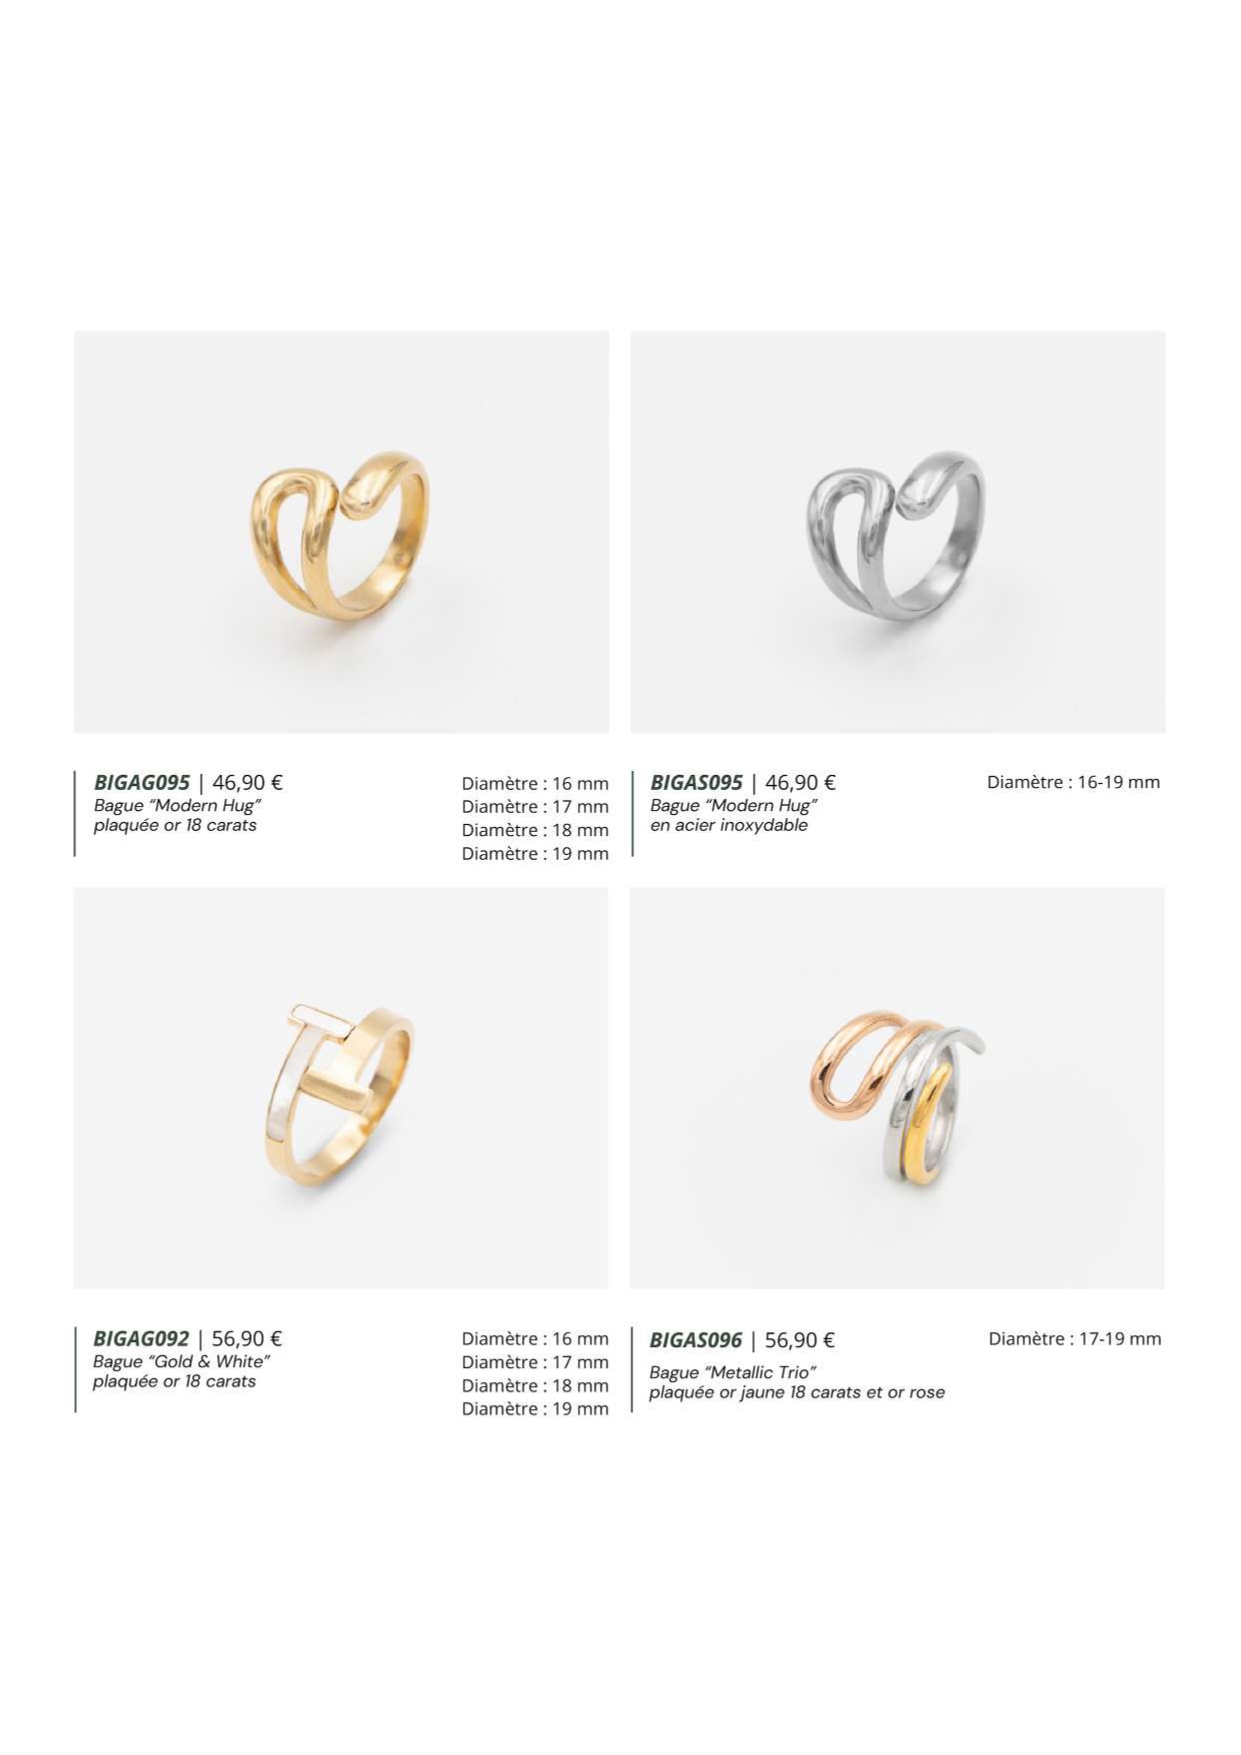 BIGAG095 | 46,90 €
Bague “Modern Hug”
plaquée or 18 carats
Diamètre : 16 mm
Diamètre : 17 mm
Diamètre : 18 mm
Diamètre : 19 mm
BIGAS095 | 46,90 €
Bague “Modern Hug”
en acier inoxydable
Diamètre : 16-19 mm
BIGAG092 | 56,90 €
Bague “Gold & White”
plaquée or 18 carats
Diamètre : 16 mm
Diamètre : 17 mm
Diamètre : 18 mm
Diamètre : 19 mm
BIGAS096 | 56,90 €
Bague “Metallic Trio”
plaquée or jaune 18 carats et or rose
Diamètre : 17-19 mm